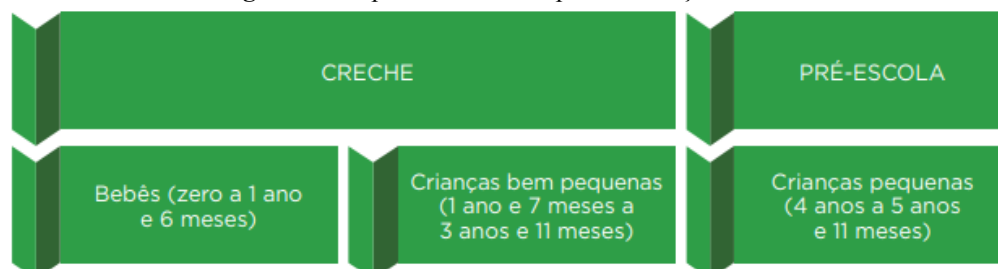 CRECHE
PRÉ-ESCOLA
Bebês (zero a 1 ano
e 6 meses)
Crianças bem pequenas
(1 ano e 7 meses a
3 anos e 11 meses)
Crianças pequenas
(4 anos a 5 anos
e 11 meses)